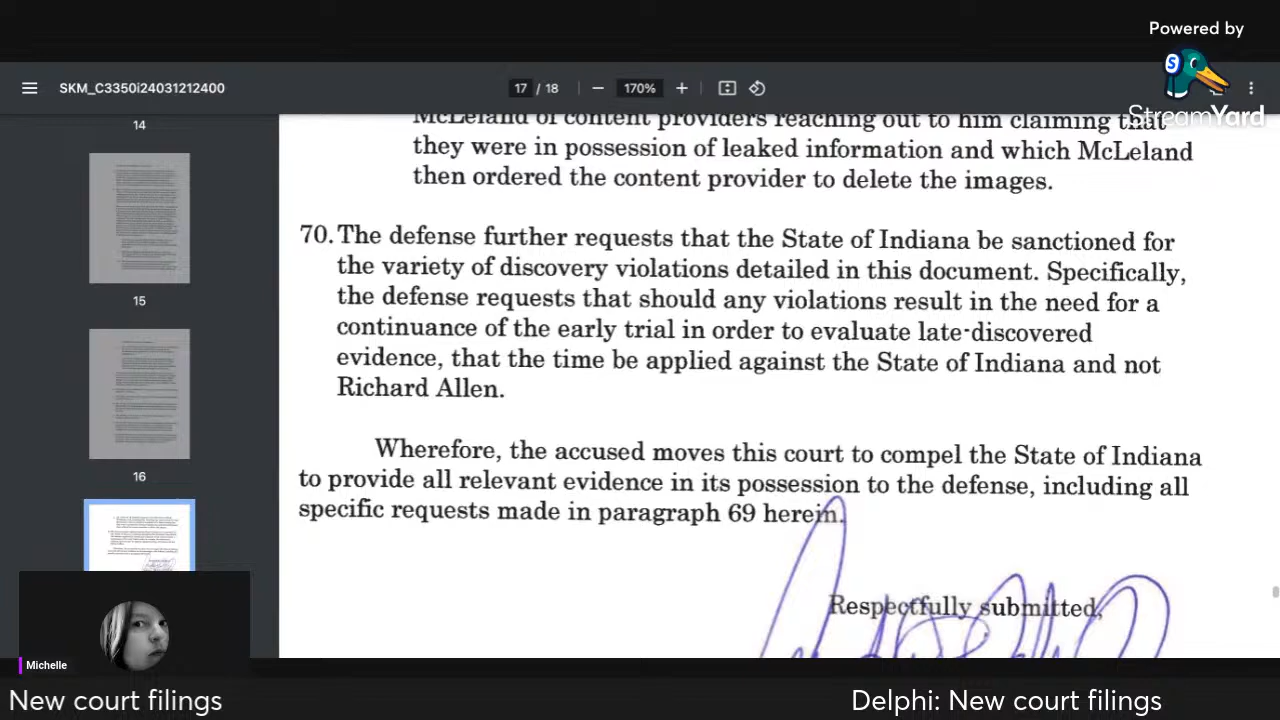 Powered by
StreamYard
SKM_C3350i24031212400
17 / 18
170%
14
15
16
McLeland of content providers reaching out to him claiming that
they were in possession of leaked information and which McLeland
then ordered the content provider to delete the images.
70. The defense further requests that the State of Indiana be sanctioned for
the variety of discovery violations detailed in this document. Specifically,
the defense requests that should any violations result in the need for a
continuance of the early trial in order to evaluate late-discovered
evidence, that the time be applied against the State of Indiana and not
Richard Allen.
Wherefore, the accused moves this court to compel the State of Indiana
to provide all relevant evidence in its possession to the defense, including all
specific requests made in paragraph 69 herein.
Respectfully submitted,
Michelle
New court filings
Delphi: New court filings